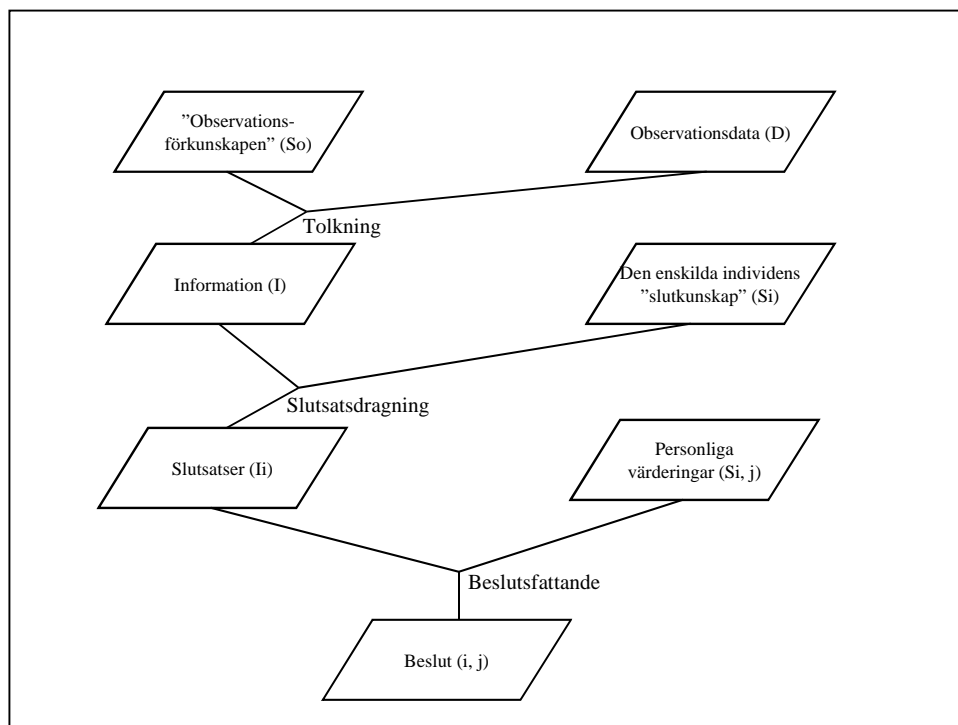 ”Observations-
förkunskapen” (So)
Observationsdata (D)
Tolkning
Information (I)
Den enskilda individens
”slutkunskap” (Si)
Slutsatsdragning
Slutsatser (Ii)
Personliga
värderingar (Si, j)
Beslutsfattande
Beslut (i, j)